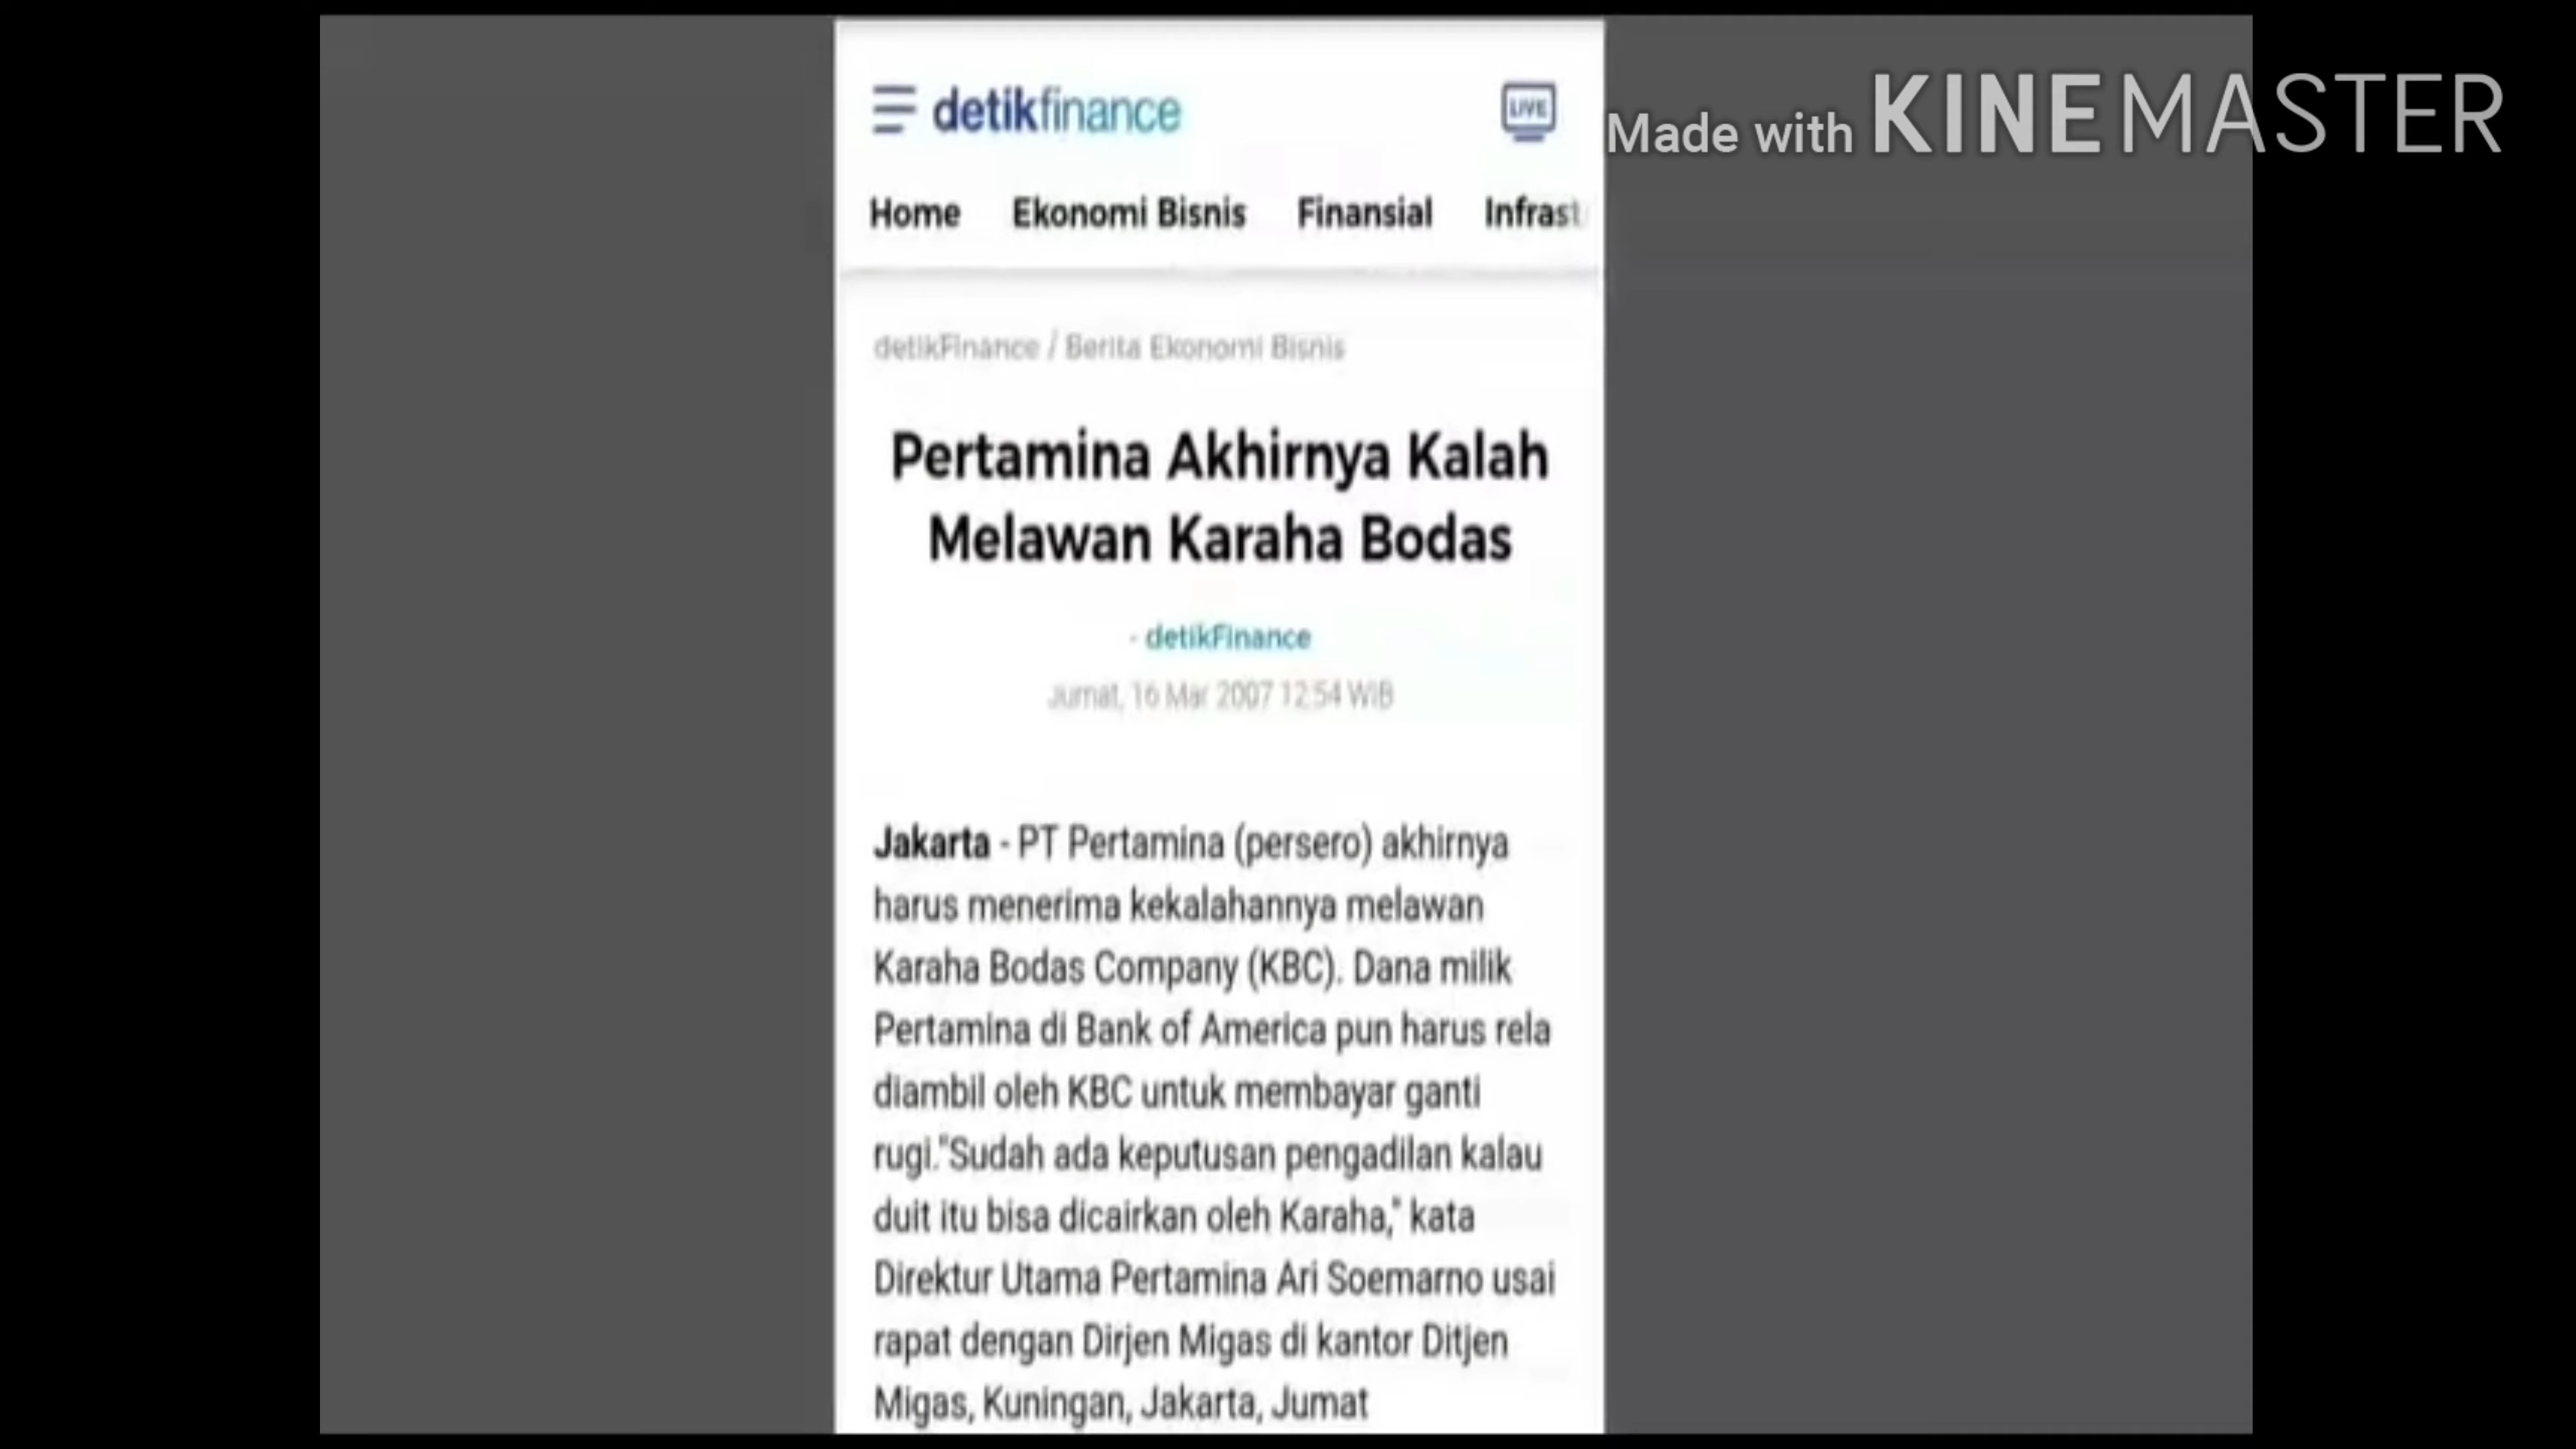 detikfinance
LIVE
Made with KINEMASTER
Home Ekonomi Bisnis Finansial Infrast
detikFinance / Berita Ekonomi Bisnis
Pertamina Akhirnya Kalah
Melawan Karaha Bodas
- detikFinance
Jumat, 16 Mar 2007 12:54 WIB
Jakarta - PT Pertamina (persero) akhirnya
harus menerima kekalahannya melawan
Karaha Bodas Company (KBC). Dana milik
Pertamina di Bank of America pun harus rela
diambil oleh KBC untuk membayar ganti
rugi."Sudah ada keputusan pengadilan kalau
duit itu bisa dicairkan oleh Karaha," kata
Direktur Utama Pertamina Ari Soemarno usai
rapat dengan Dirjen Migas di kantor Ditjen
Migas, Kuningan, Jakarta, Jumat